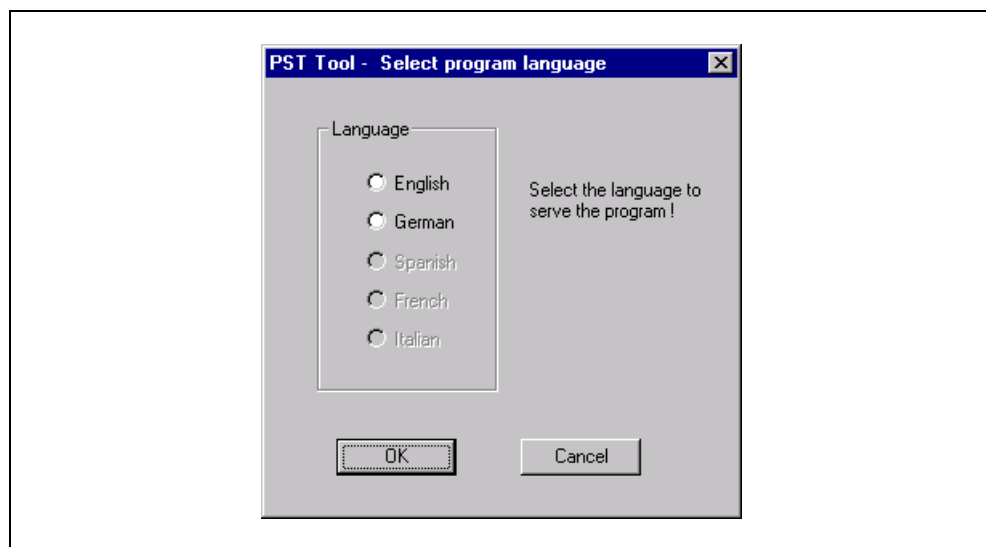 PST Tool - Select program language
Language
English
German
Spanish
French
Italian
Select the language to
serve the program !
OK
Cancel